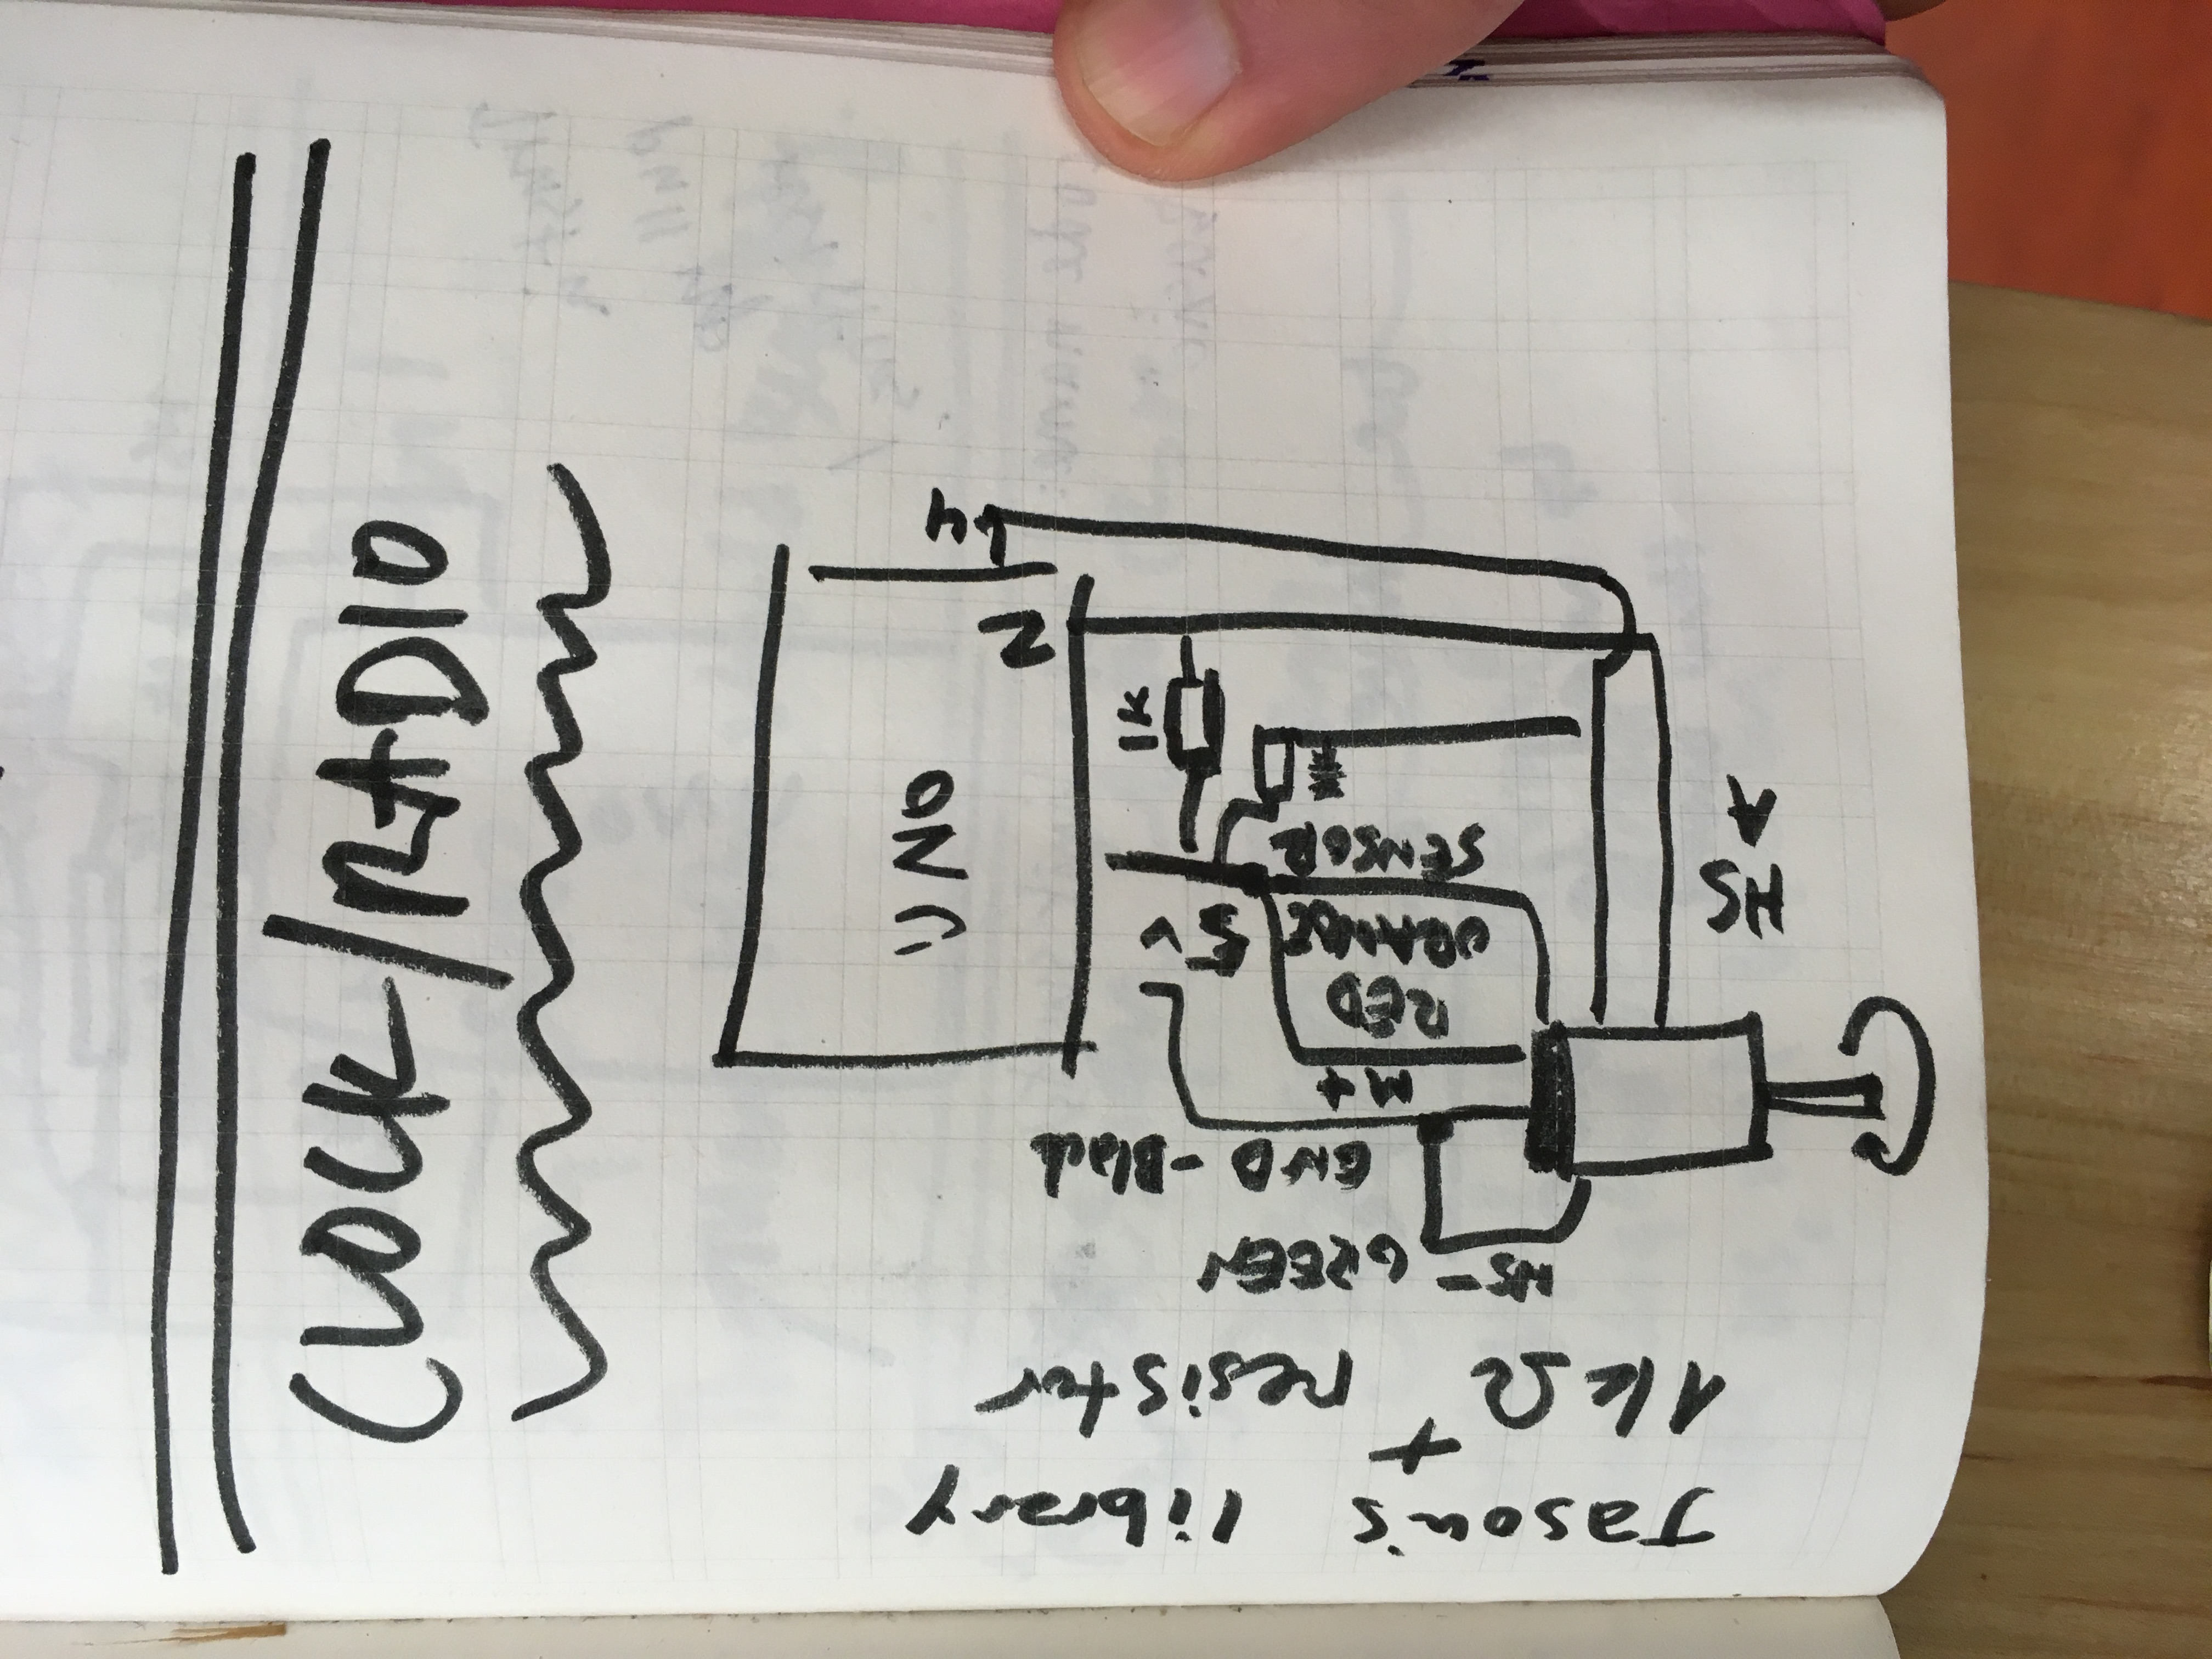 CLOCK/RADIO
UNO
Jason's library
+
1kΩ resistor
HS- GREEN
GND-Black
M+
RED
5V
ORANGE
SENSOR
1K
2
4
HS
A